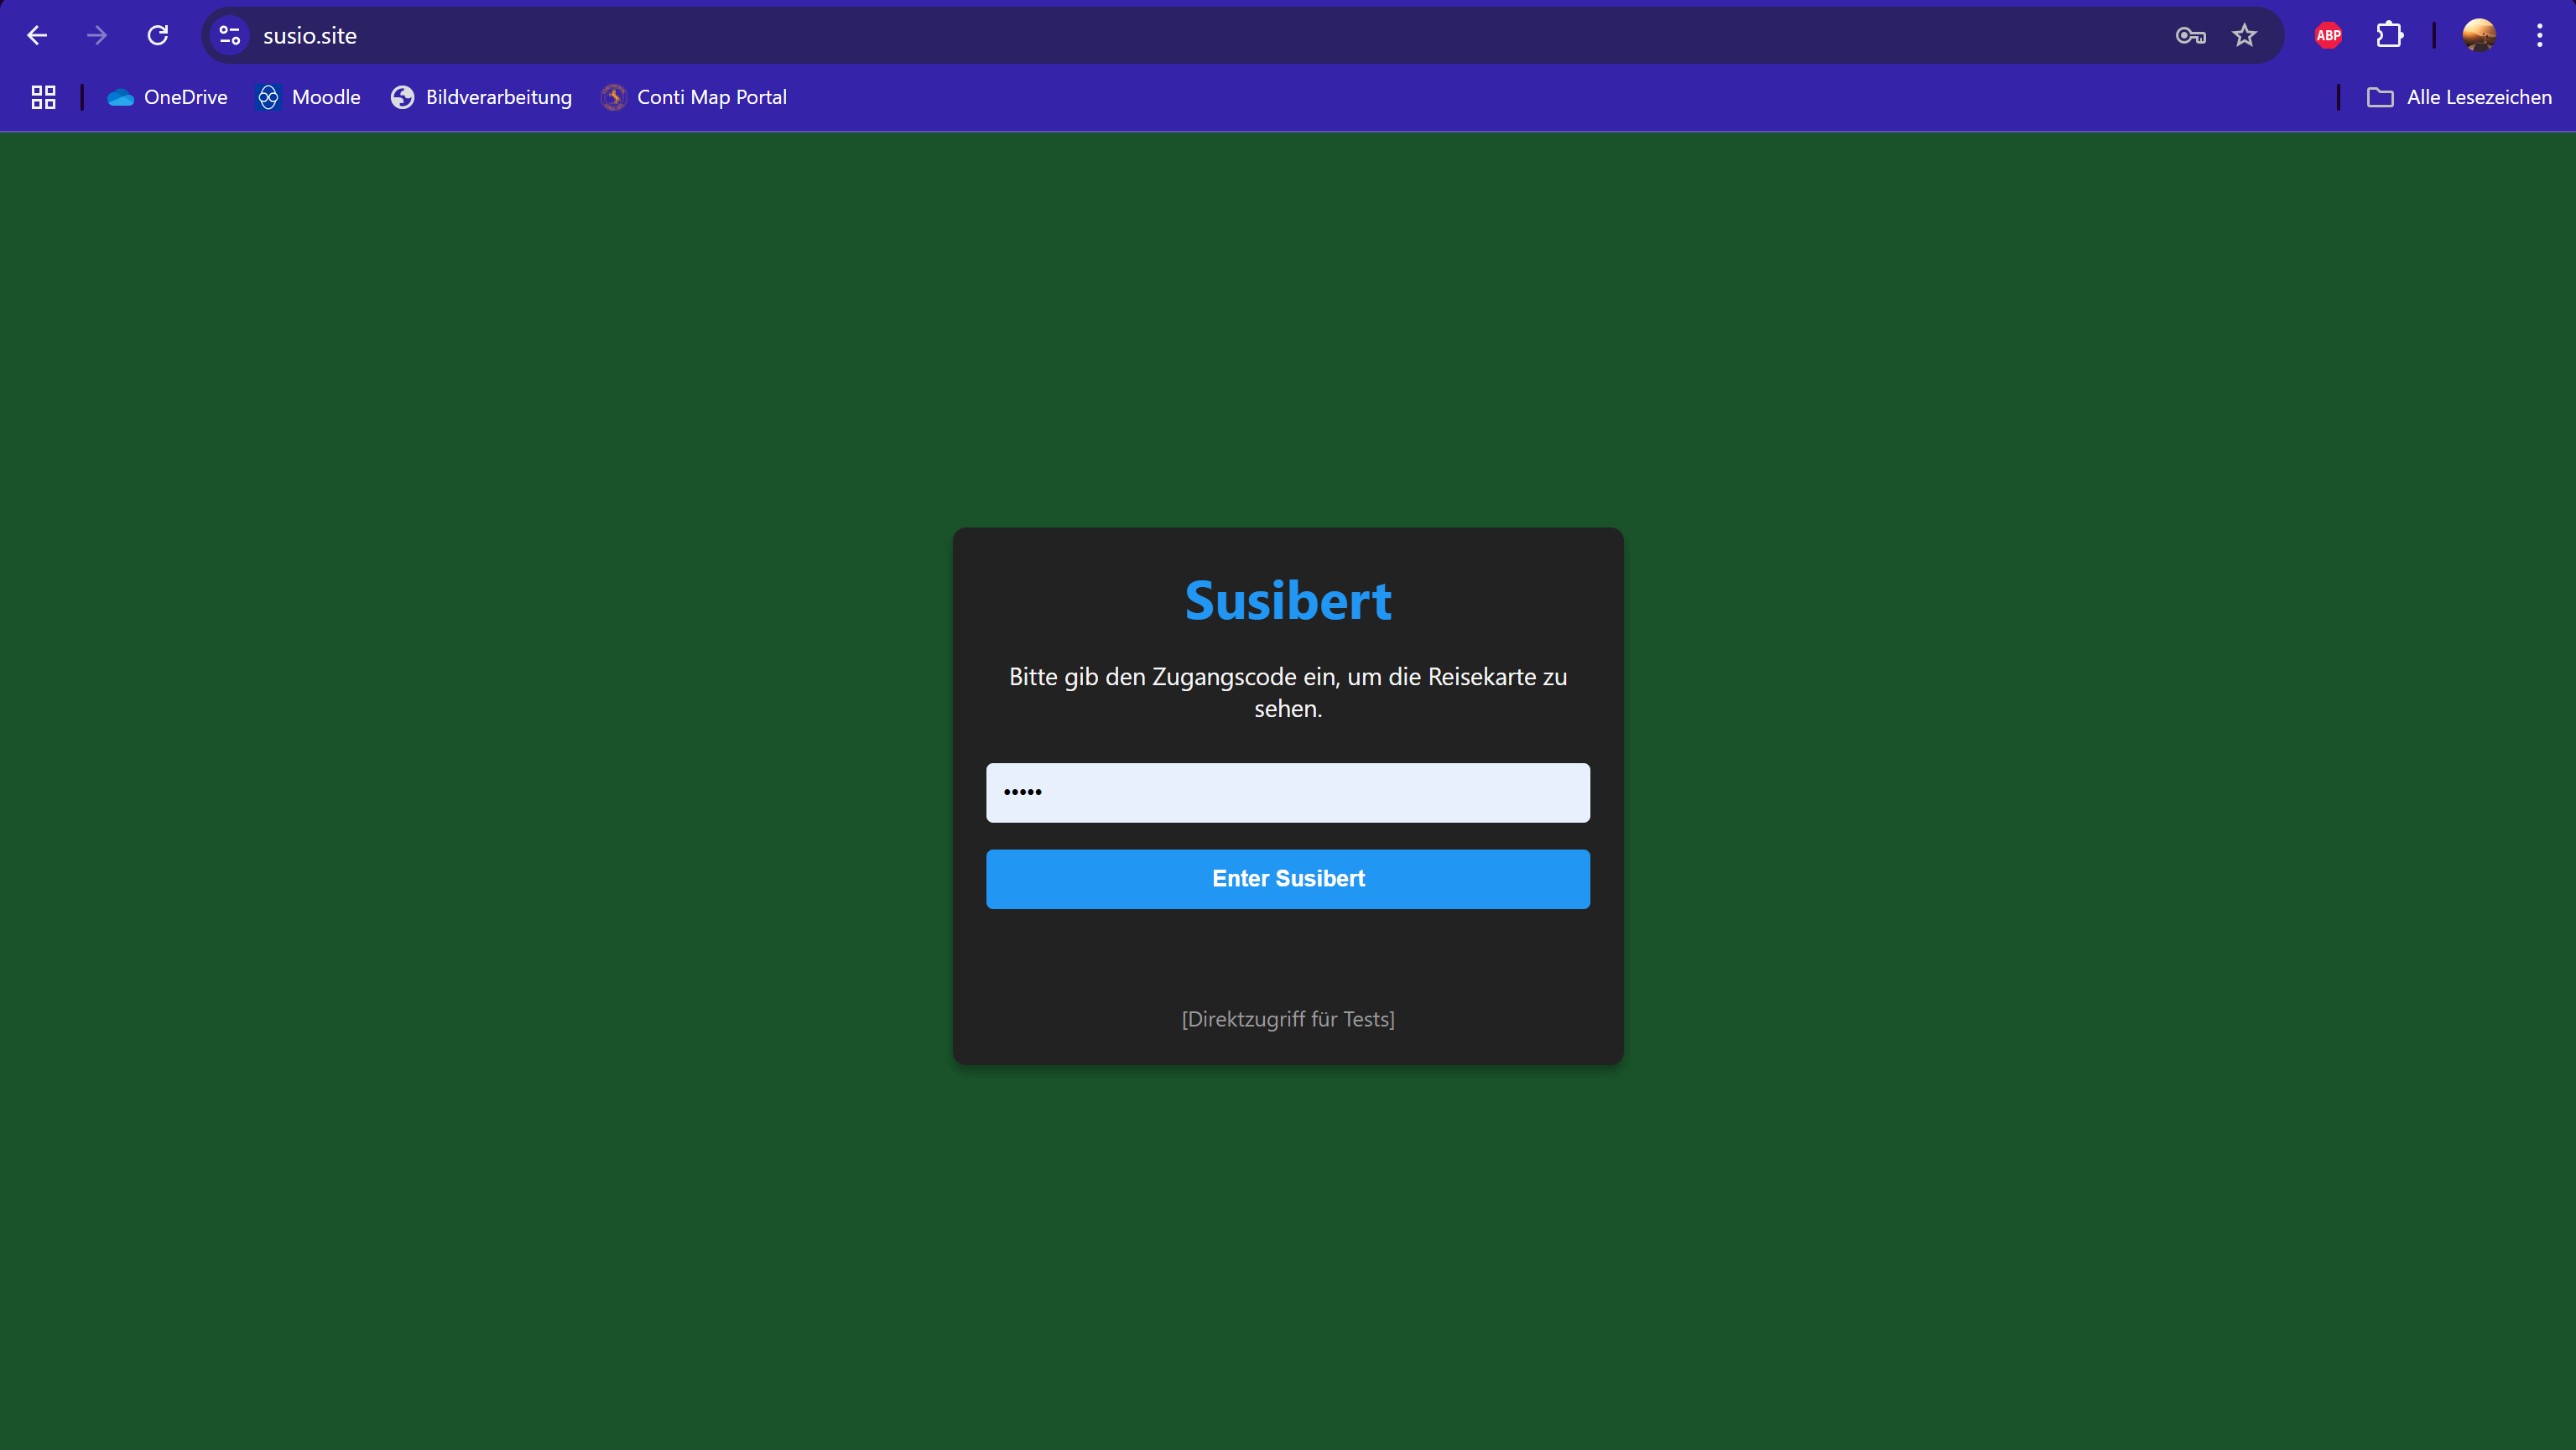 susio.site
ABP
OneDrive
Moodle
Bildverarbeitung
Conti Map Portal
Alle Lesezeichen
Susibert
Bitte gib den Zugangscode ein, um die Reisekarte zu
sehen.
•••••
Enter Susibert
[Direktzugriff für Tests]